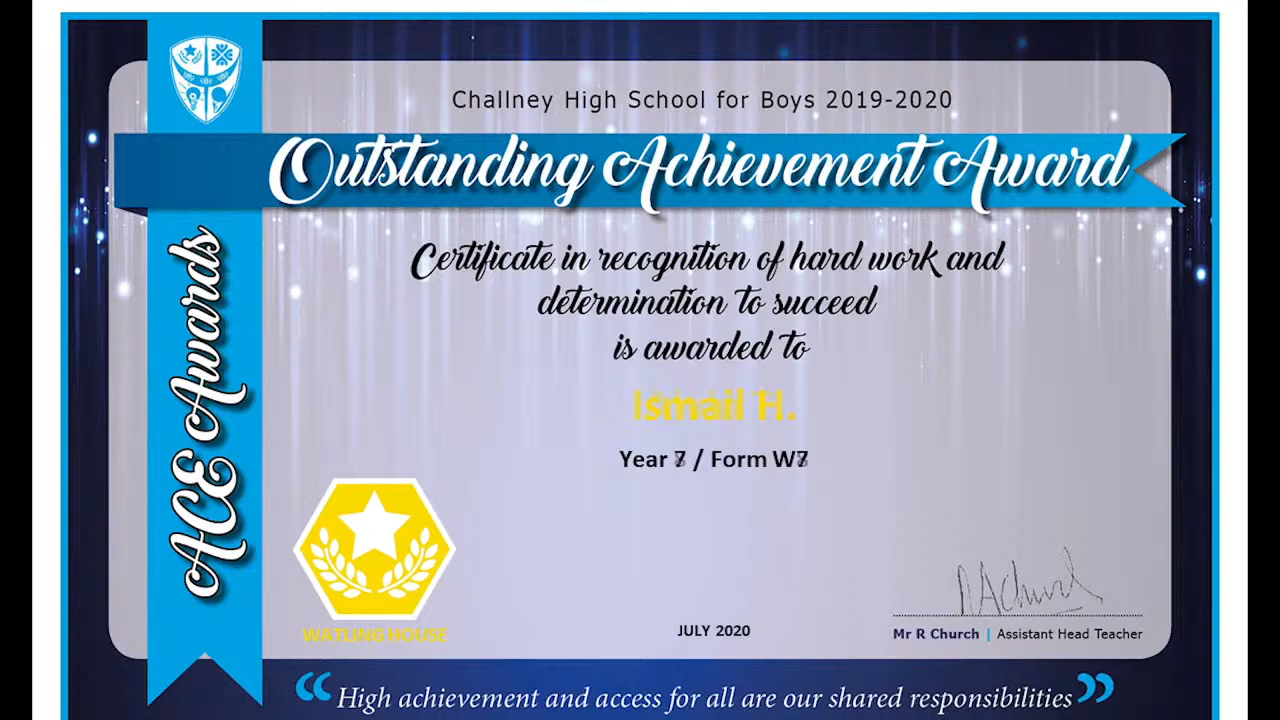 Challney High School for Boys 2019-2020
Outstanding Achievement Award
ACE Awards
Certificate in recognition of hard work and
determination to succeed
is awarded to
Ismail H.
Year / Form
WATLING HOUSE
JULY 2020
Mr R Church | Assistant Head Teacher
“High achievement and access for all are our shared responsibilities”